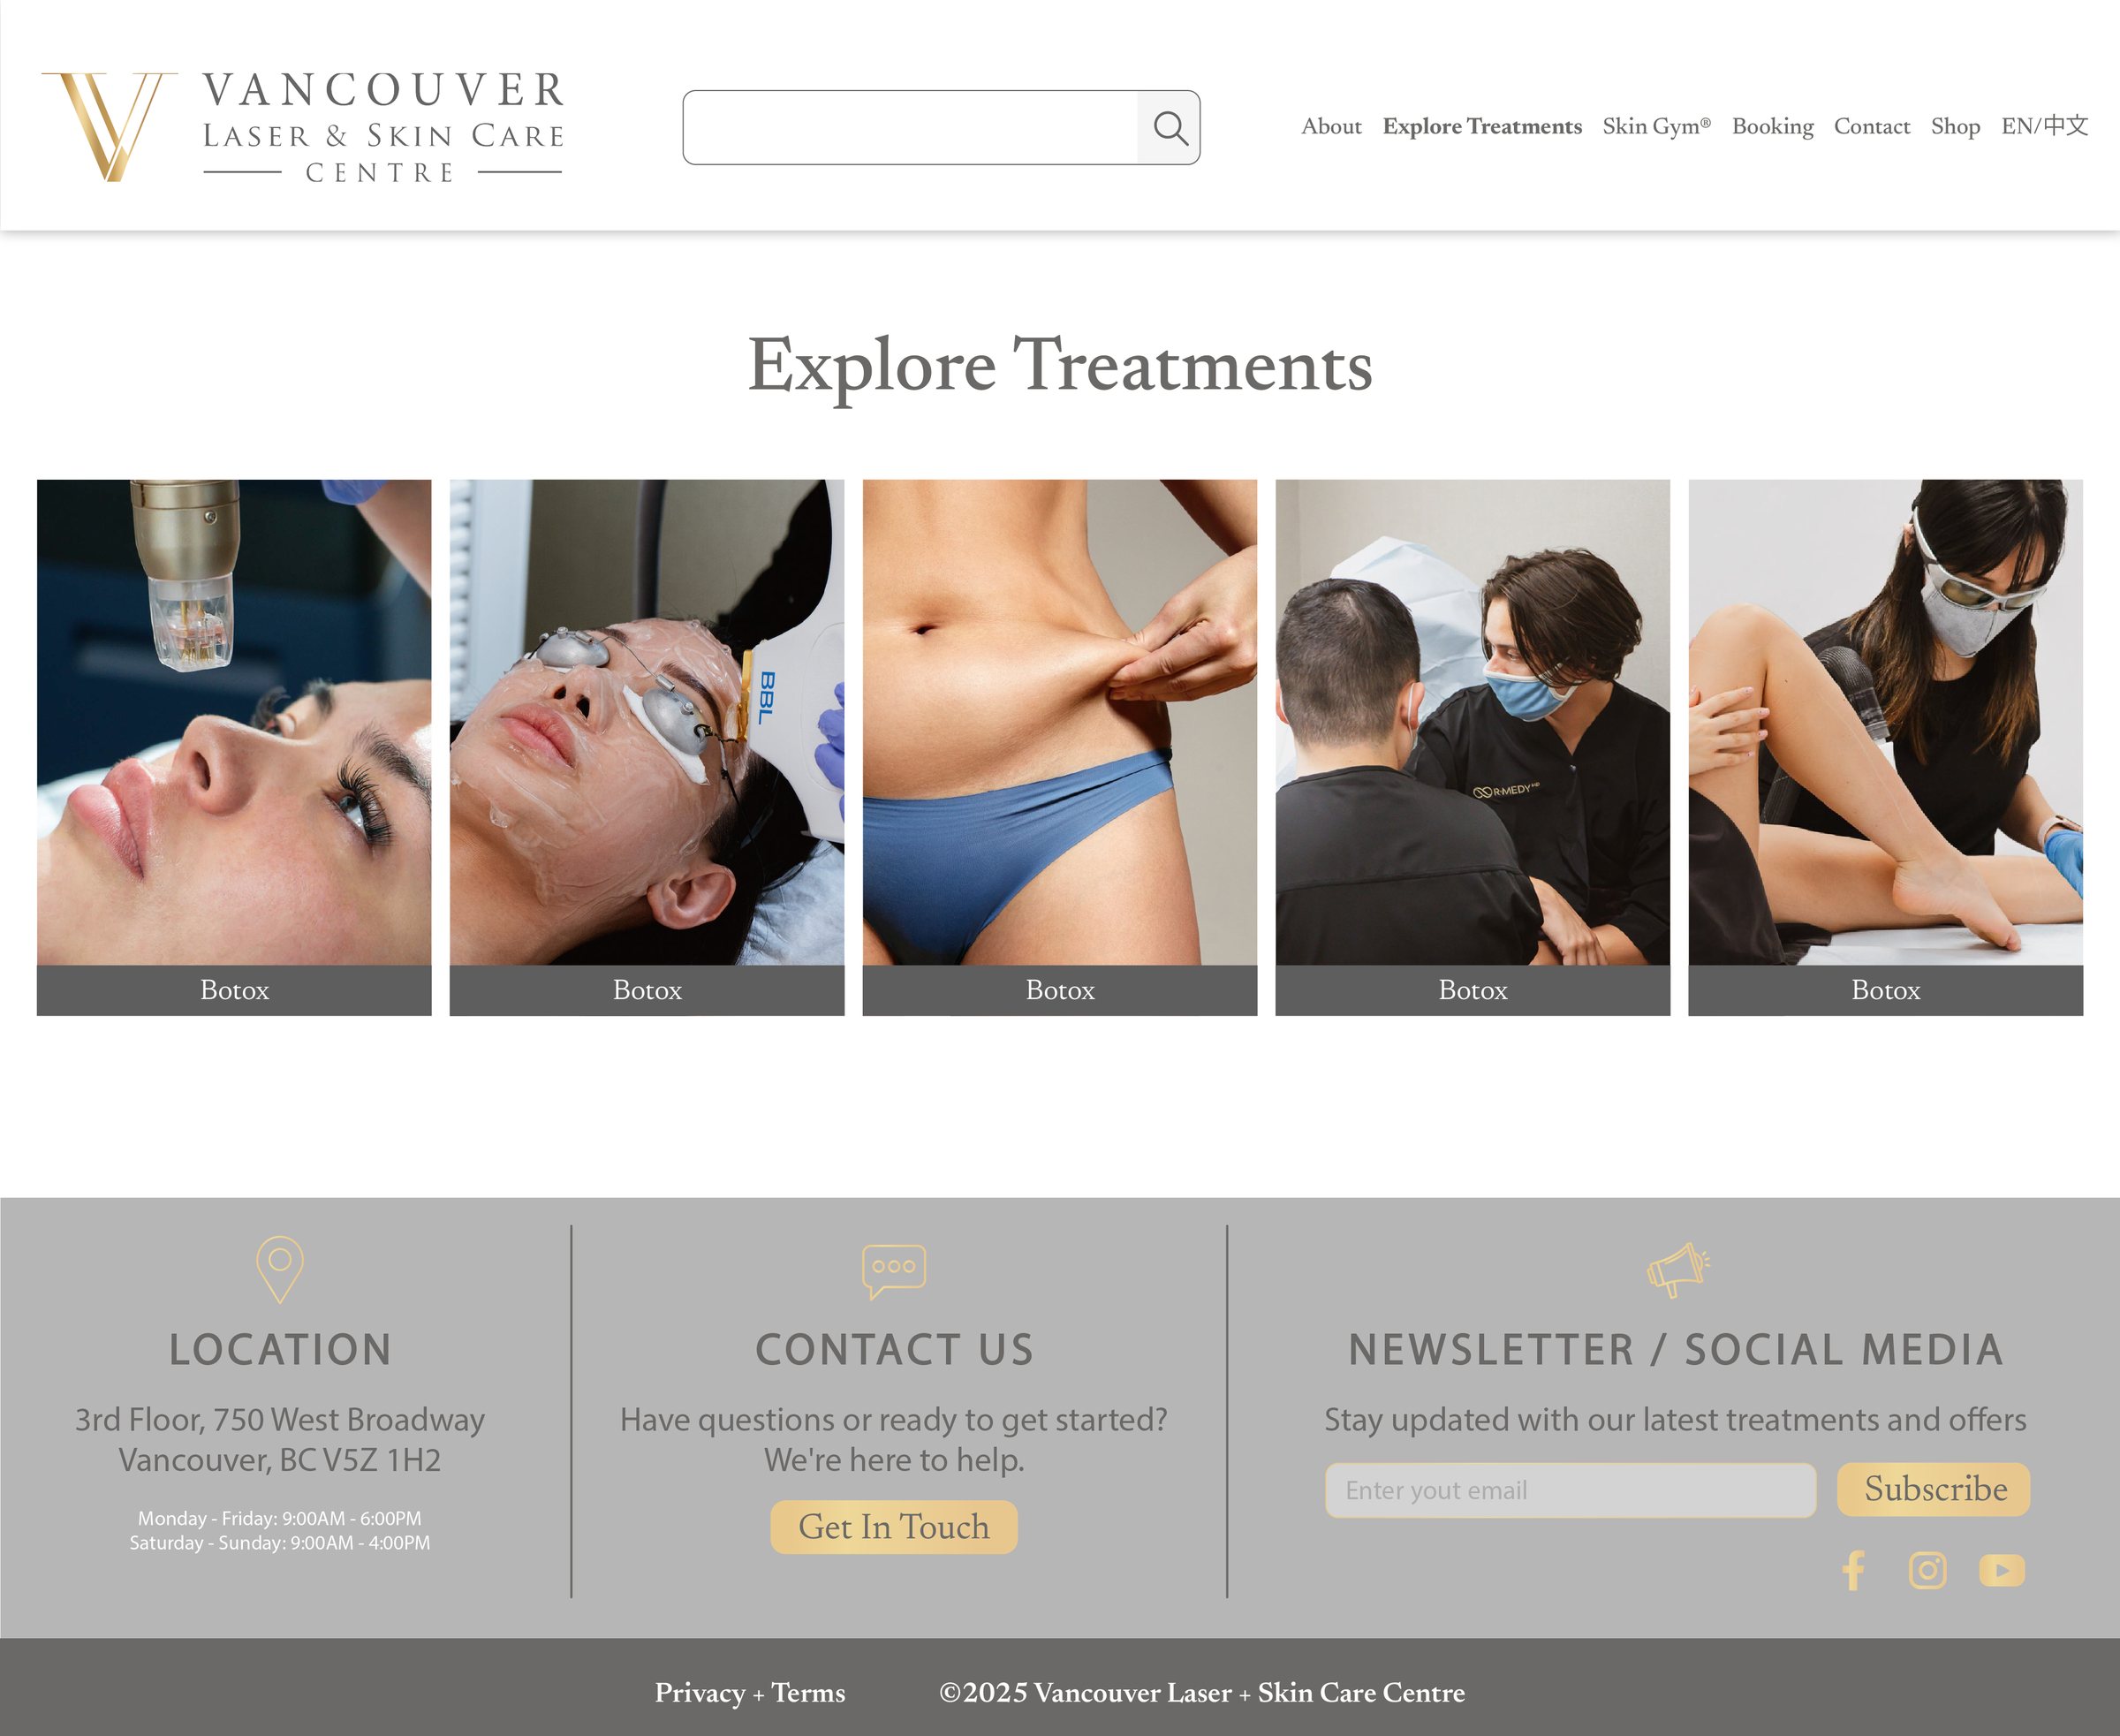 VANCOUVER
LASER & SKIN CARE
CENTRE
About Explore Treatments Skin Gym® Booking Contact Shop EN/中文
Explore Treatments
BBL
R-MEDY
Botox Botox Botox Botox Botox
LOCATION
3rd Floor, 750 West Broadway
Vancouver, BC V5Z 1H2
Monday - Friday: 9:00AM - 6:00PM
Saturday - Sunday: 9:00AM - 4:00PM
CONTACT US
Have questions or ready to get started?
We're here to help.
Get In Touch
NEWSLETTER / SOCIAL MEDIA
Stay updated with our latest treatments and offers
Enter yout email
Subscribe
Privacy + Terms
©2025 Vancouver Laser + Skin Care Centre